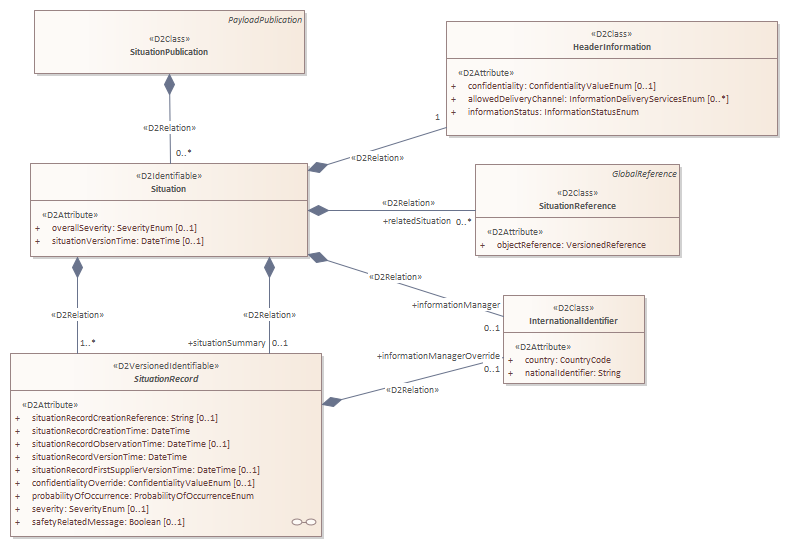 PayloadPublication
«D2Class»
SituationPublication
«D2Class»
HeaderInformation
«D2Attribute»
+ confidentiality: ConfidentialityValueEnum [0..1]
+ allowedDeliveryChannel: InformationDeliveryServicesEnum [0..*]
+ informationStatus: InformationStatusEnum
«D2Relation»
0..*
1
«D2Relation»
«D2Identifiable»
Situation
«D2Attribute»
+ overallSeverity: SeverityEnum [0..1]
+ situationVersionTime: DateTime [0..1]
«D2Relation»
+relatedSituation 0..*
GlobalReference
«D2Class»
SituationReference
«D2Attribute»
+ objectReference: VersionedReference
«D2Relation»
+informationManager
0..1
«D2Class»
InternationalIdentifier
«D2Attribute»
+ country: CountryCode
+ nationalIdentifier: String
«D2Relation»
1..*
«D2Relation»
+situationSummary 0..1
+informationManagerOverride
0..1
«D2Relation»
«D2VersionedIdentifiable»
SituationRecord
«D2Attribute»
+ situationRecordCreationReference: String [0..1]
+ situationRecordCreationTime: DateTime
+ situationRecordObservationTime: DateTime [0..1]
+ situationRecordVersionTime: DateTime
+ situationRecordFirstSupplierVersionTime: DateTime [0..1]
+ confidentialityOverride: ConfidentialityValueEnum [0..1]
+ probabilityOfOccurrence: ProbabilityOfOccurrenceEnum
+ severity: SeverityEnum [0..1]
+ safetyRelatedMessage: Boolean [0..1]